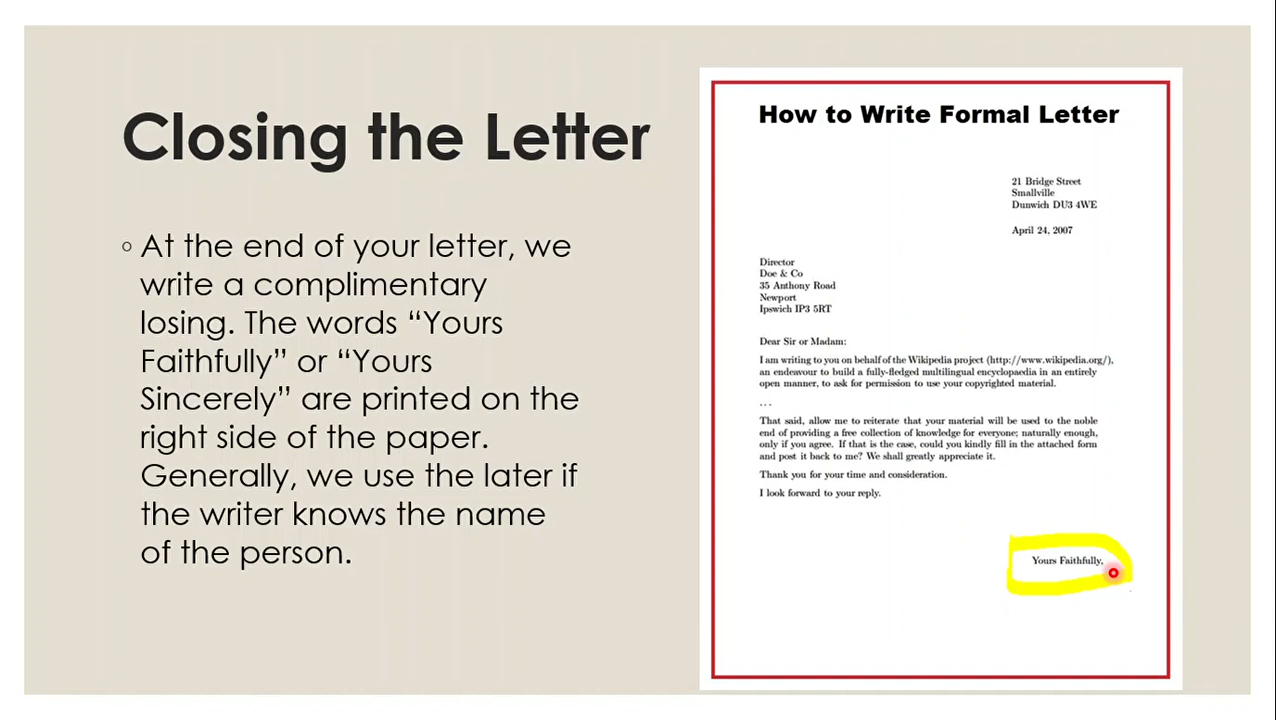 Closing the Letter
At the end of your letter, we
write a complimentary
losing. The words “Yours
Faithfully” or “Yours
Sincerely” are printed on the
right side of the paper.
Generally, we use the later if
the writer knows the name
of the person.
How to Write Formal Letter
21 Bridge Street
Smallville
Dunwich DU3 4WE
April 24, 2007
Director
Doe & Co
35 Anthony Road
Newport
Ipswich IP3 5RT
Dear Sir or Madam:
I am writing to you on behalf of the Wikipedia project (http://www.wikipedia.org/),
an endeavour to build a fully-fledged multilingual encyclopaedia in an entirely
open manner, to ask for permission to use your copyrighted material.
...
That said, allow me to reiterate that your material will be used to the noble
end of providing a free collection of knowledge for everyone; naturally enough,
only if you agree. If that is the case, could you kindly fill in the attached form
and post it back to me? We shall greatly appreciate it.
Thank you for your time and consideration.
I look forward to your reply.
Yours Faithfully,